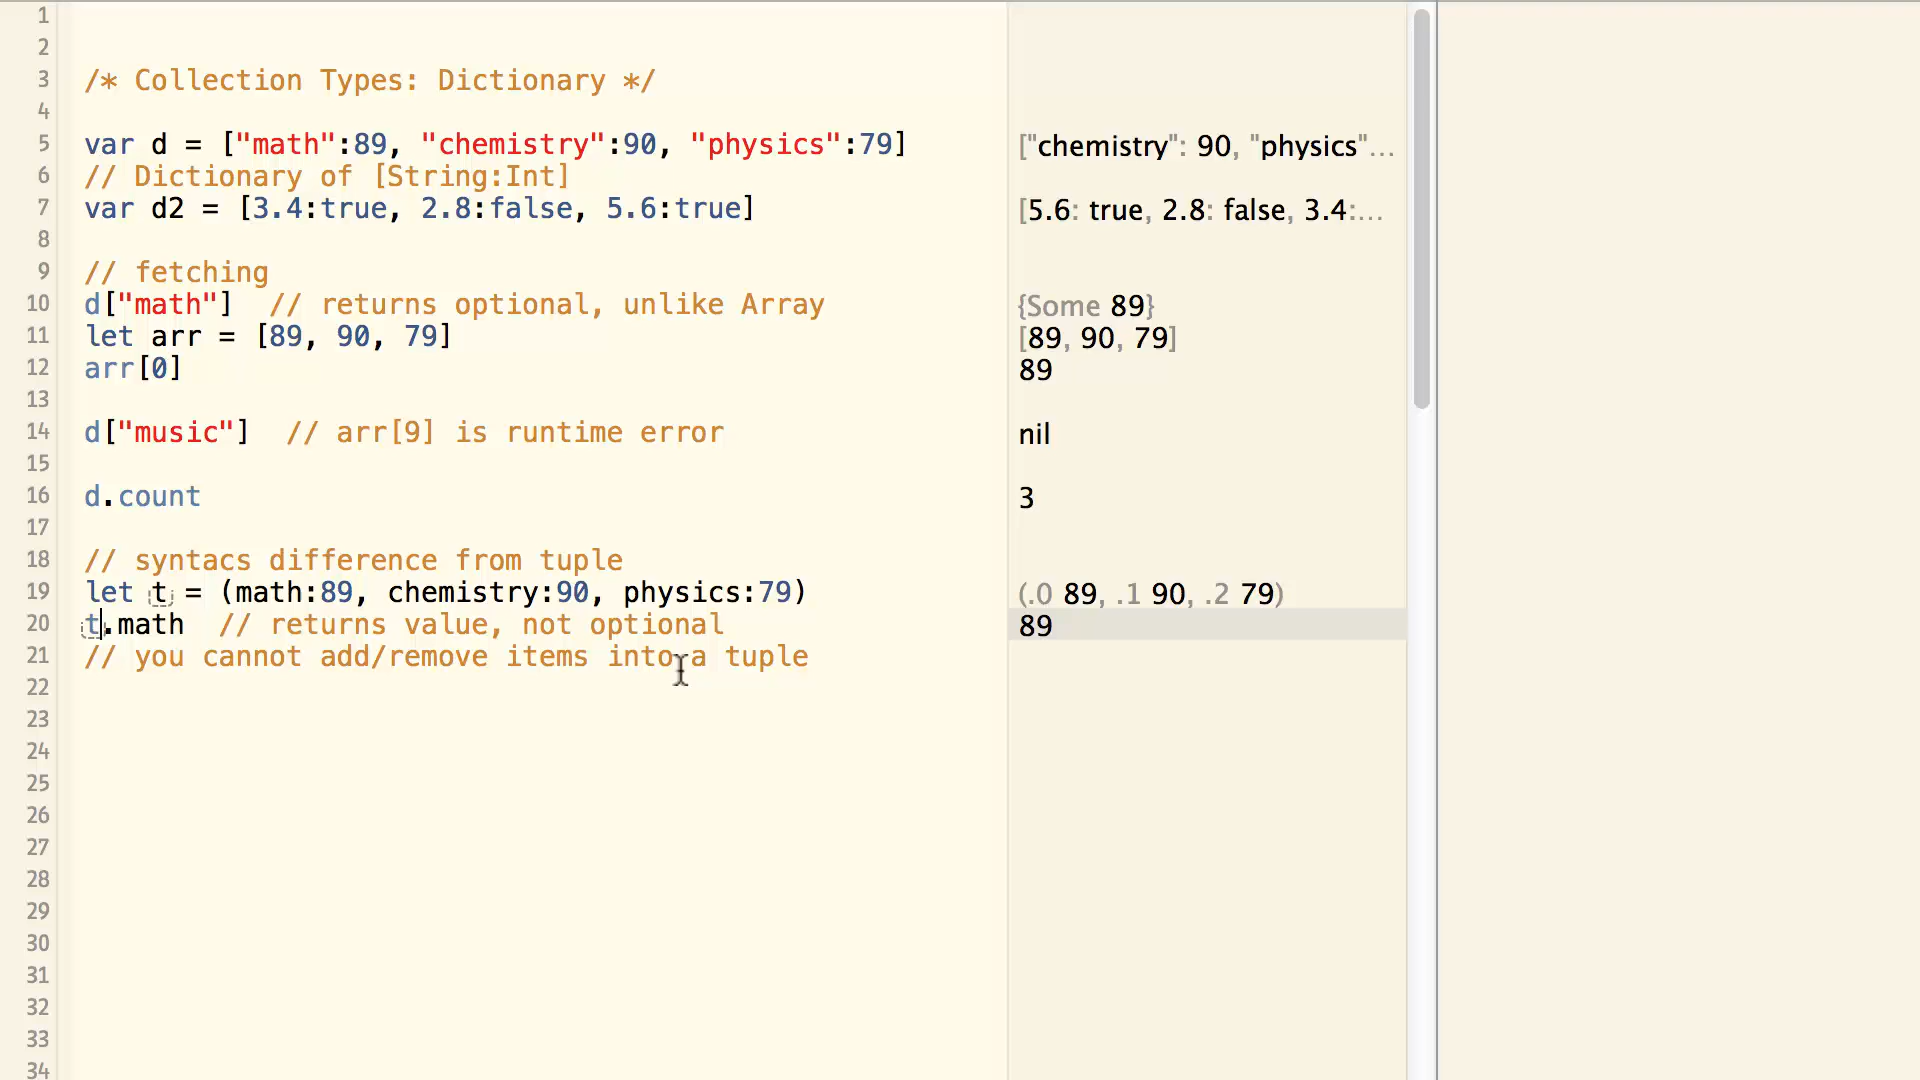 1
2
3 /* Collection Types: Dictionary */
4
5 var d = ["math":89, "chemistry":90, "physics":79] ["chemistry": 90, "physics"...
6 // Dictionary of [String:Int]
7 var d2 = [3.4:true, 2.8:false, 5.6:true] [5.6: true, 2.8: false, 3.4:...
8
9 // fetching
10 d["math"] // returns optional, unlike Array {Some 89}
11 let arr = [89, 90, 79] [89, 90, 79]
12 arr[0] 89
13
14 d["music"] // arr[9] is runtime error nil
15
16 d.count 3
17
18 // syntacs difference from tuple
19 let t = (math:89, chemistry:90, physics:79) (.0 89, .1 90, .2 79)
20 t.math // returns value, not optional 89
21 // you cannot add/remove items into a tuple
22
23
24
25
26
27
28
29
30
31
32
33
34